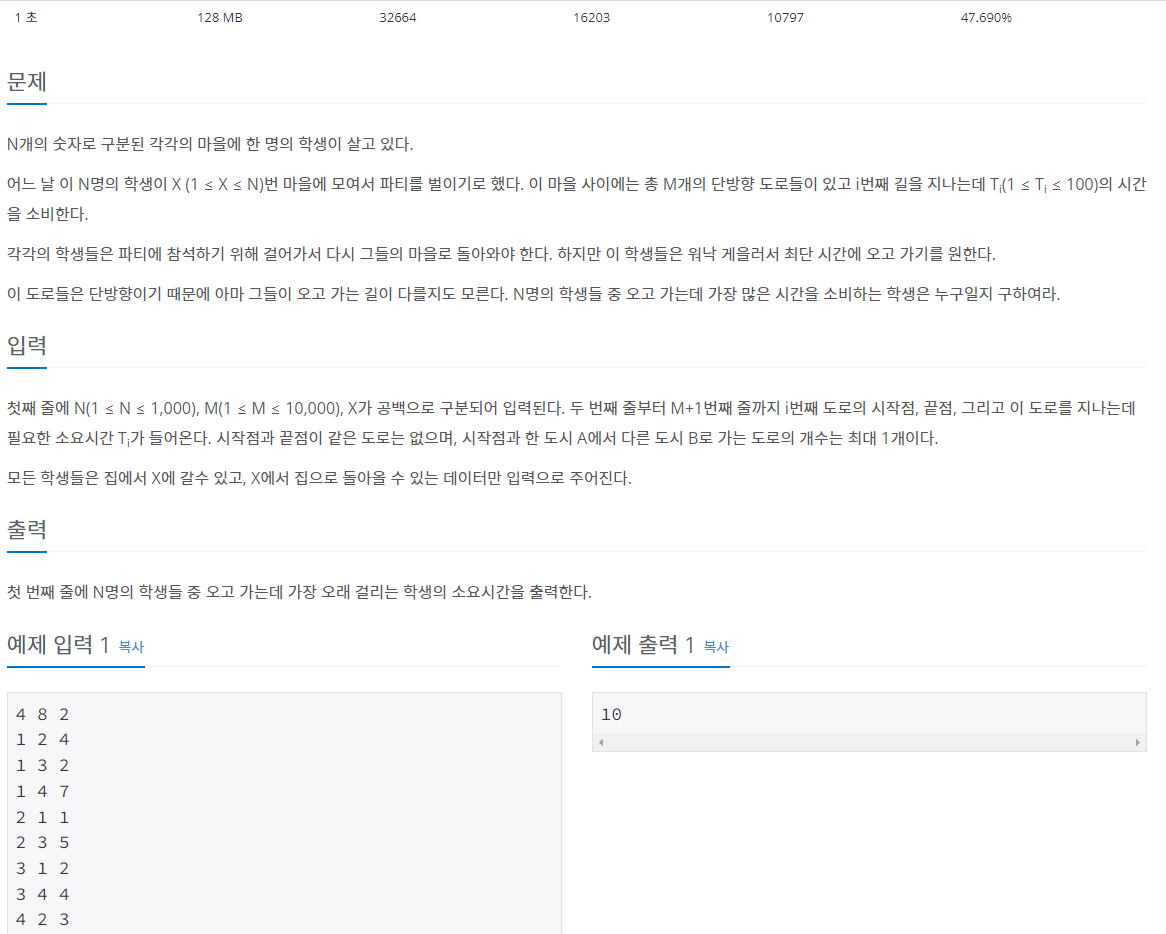 1 초 128 MB 32664 16203 10797 47.690%
문제
N개의 숫자로 구분된 각각의 마을에 한 명의 학생이 살고 있다.
어느 날 이 N명의 학생이 X (1 ≤ X ≤ N)번 마을에 모여서 파티를 벌이기로 했다. 이 마을 사이에는 총 M개의 단방향 도로들이 있고 i번째 길을 지나는데 Ti(1 ≤ Ti ≤ 100)의 시간
을 소비한다.
각각의 학생들은 파티에 참석하기 위해 걸어가서 다시 그들의 마을로 돌아와야 한다. 하지만 이 학생들은 워낙 게을러서 최단 시간에 오고 가기를 원한다.
이 도로들은 단방향이기 때문에 아마 그들이 오고 가는 길이 다를지도 모른다. N명의 학생들 중 오고 가는데 가장 많은 시간을 소비하는 학생은 누구일지 구하여라.
입력
첫째 줄에 N(1 ≤ N ≤ 1,000), M(1 ≤ M ≤ 10,000), X가 공백으로 구분되어 입력된다. 두 번째 줄부터 M+1번째 줄까지 i번째 도로의 시작점, 끝점, 그리고 이 도로를 지나는데
필요한 소요시간 Ti가 들어온다. 시작점과 끝점이 같은 도로는 없으며, 시작점과 한 도시 A에서 다른 도시 B로 가는 도로의 개수는 최대 1개이다.
모든 학생들은 집에서 X에 갈수 있고, X에서 집으로 돌아올 수 있는 데이터만 입력으로 주어진다.
출력
첫 번째 줄에 N명의 학생들 중 오고 가는데 가장 오래 걸리는 학생의 소요시간을 출력한다.
예제 입력 1 복사
4 8 2
1 2 4
1 3 2
1 4 7
2 1 1
2 3 5
3 1 2
3 4 4
4 2 3
예제 출력 1 복사
10